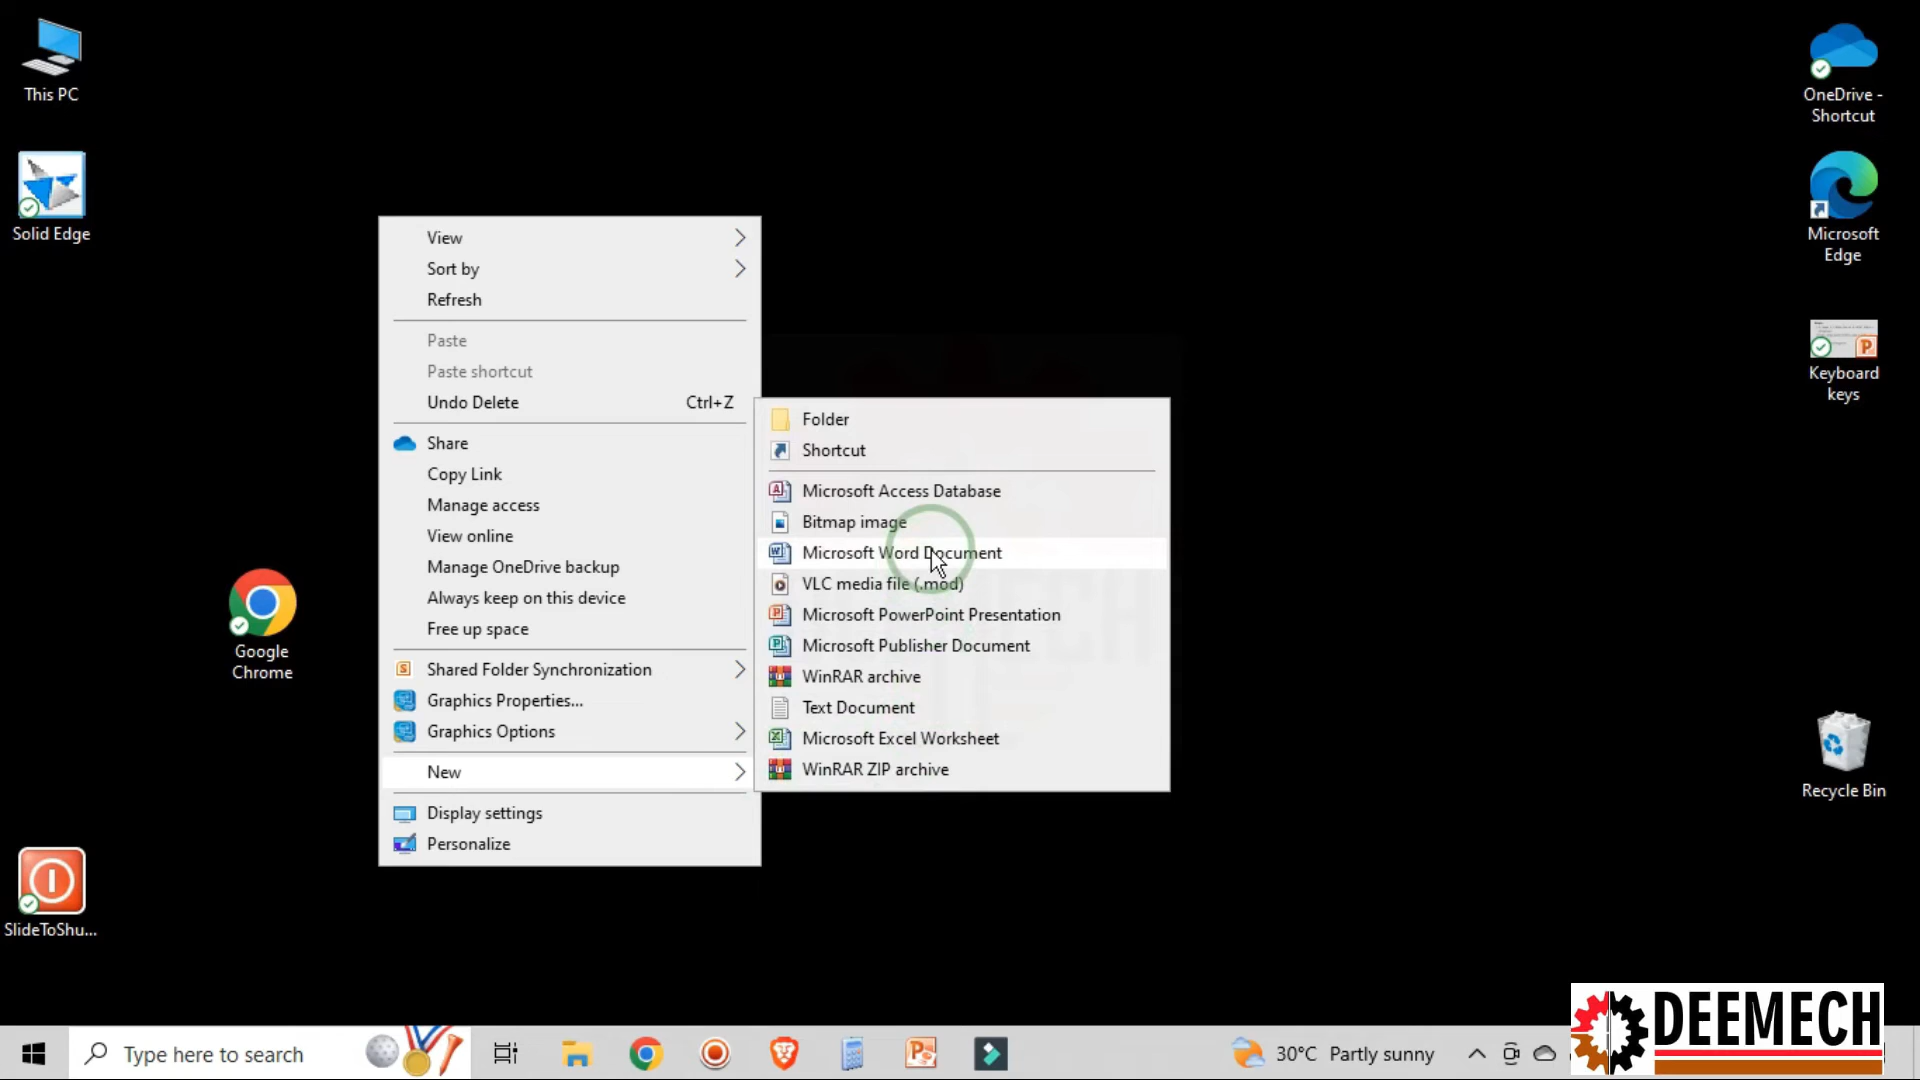 This PC
Solid Edge
Google
Chrome
SlideToShu...
View
Sort by
Refresh
Paste
Paste shortcut
Undo Delete Ctrl+Z
Share
Copy Link
Manage access
View online
Manage OneDrive backup
Always keep on this device
Free up space
Shared Folder Synchronization
Graphics Properties...
Graphics Options
New
Display settings
Personalize
Folder
Shortcut
Microsoft Access Database
Bitmap image
Microsoft Word Document
VLC media file (.mod)
Microsoft PowerPoint Presentation
Microsoft Publisher Document
WinRAR archive
Text Document
Microsoft Excel Worksheet
WinRAR ZIP archive
OneDrive -
Shortcut
Microsoft
Edge
Keyboard
keys
Recycle Bin
Type here to search
30°C Partly sunny
DEEMECH